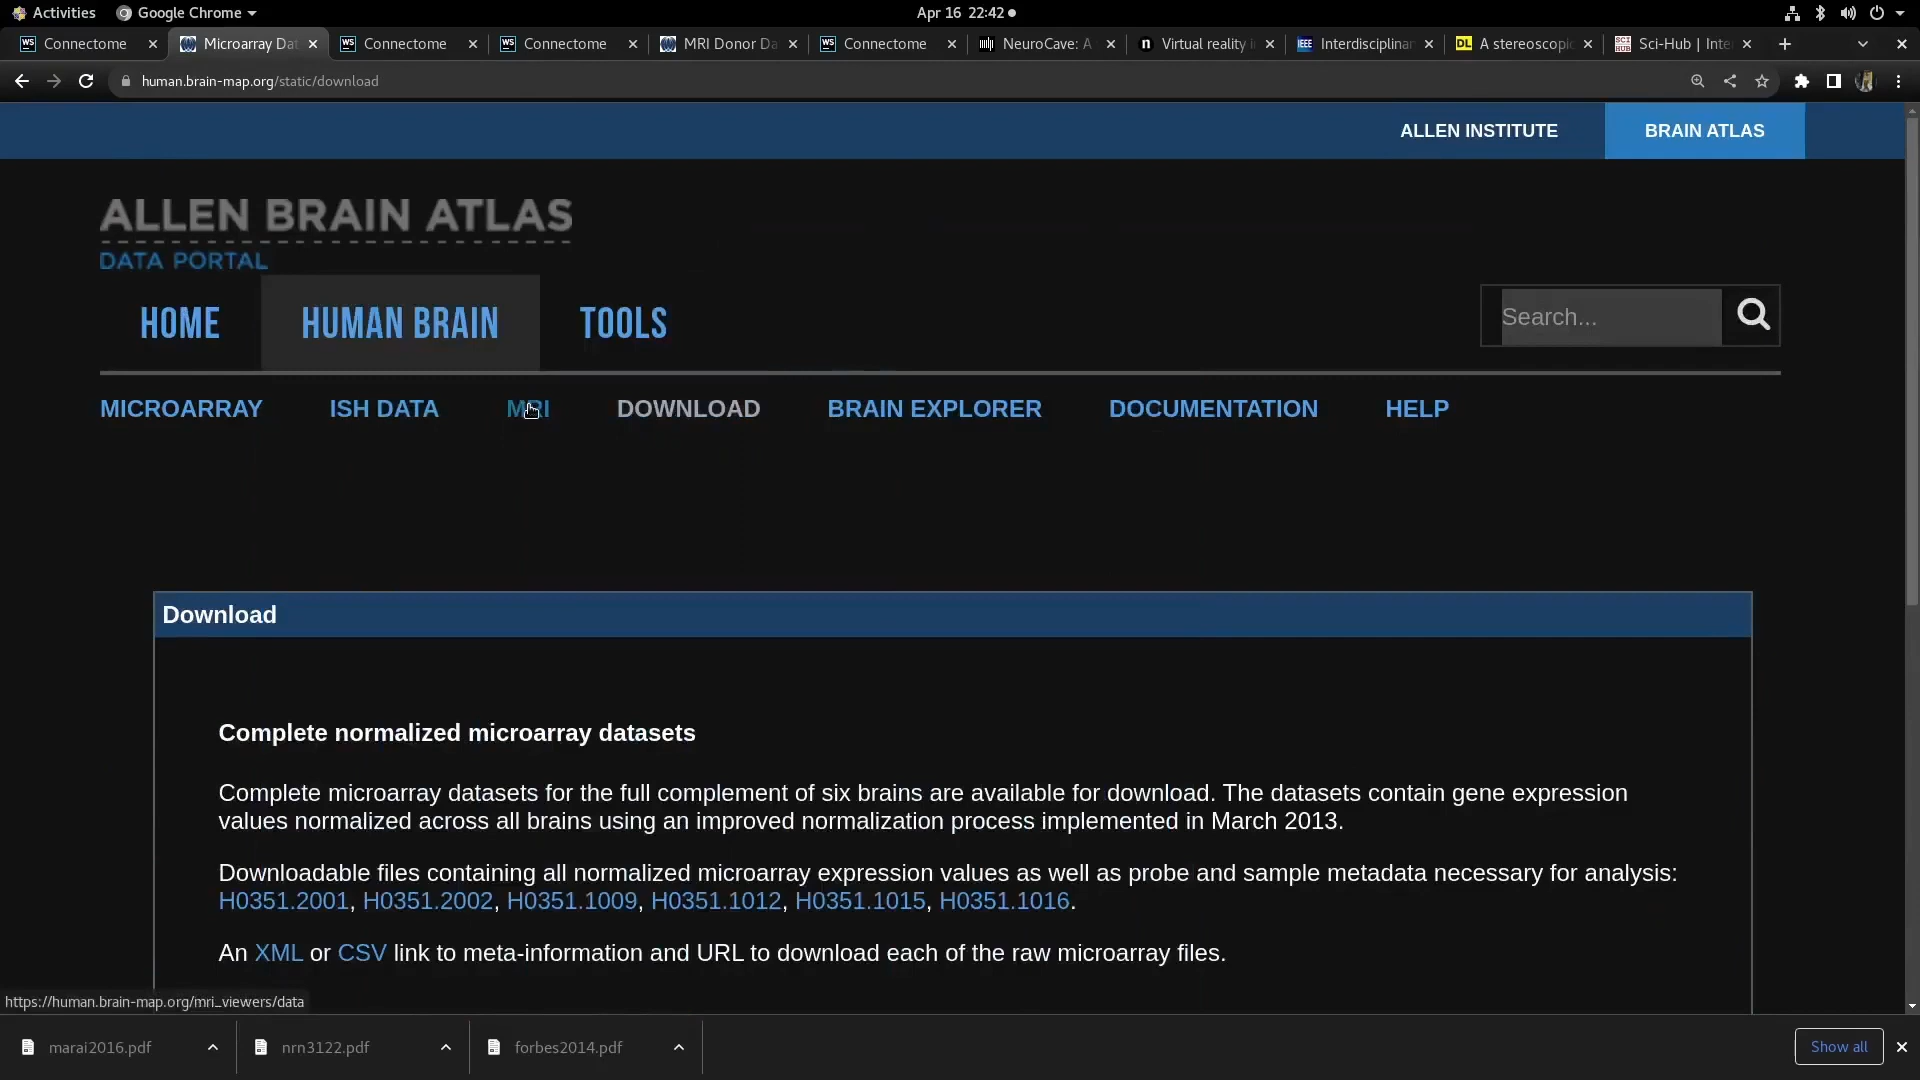 Activities Google Chrome Apr 16 22:42
Connectome Microarray Dat Connectome Connectome MRI Donor Da Connectome NeuroCave: A Virtual reality i Interdisciplinar A stereoscopic Sci-Hub | Inte
human.brain-map.org/static/download
ALLEN INSTITUTE BRAIN ATLAS
ALLEN BRAIN ATLAS
DATA PORTAL
HOME HUMAN BRAIN TOOLS Search...
MICROARRAY ISH DATA MRI DOWNLOAD BRAIN EXPLORER DOCUMENTATION HELP
Download
Complete normalized microarray datasets
Complete microarray datasets for the full complement of six brains are available for download. The datasets contain gene expression
values normalized across all brains using an improved normalization process implemented in March 2013.
Downloadable files containing all normalized microarray expression values as well as probe and sample metadata necessary for analysis:
H0351.2001, H0351.2002, H0351.1009, H0351.1012, H0351.1015, H0351.1016.
An XML or CSV link to meta-information and URL to download each of the raw microarray files.
https://human.brain-map.org/mri_viewers/data
marai2016.pdf nrn3122.pdf forbes2014.pdf Show all